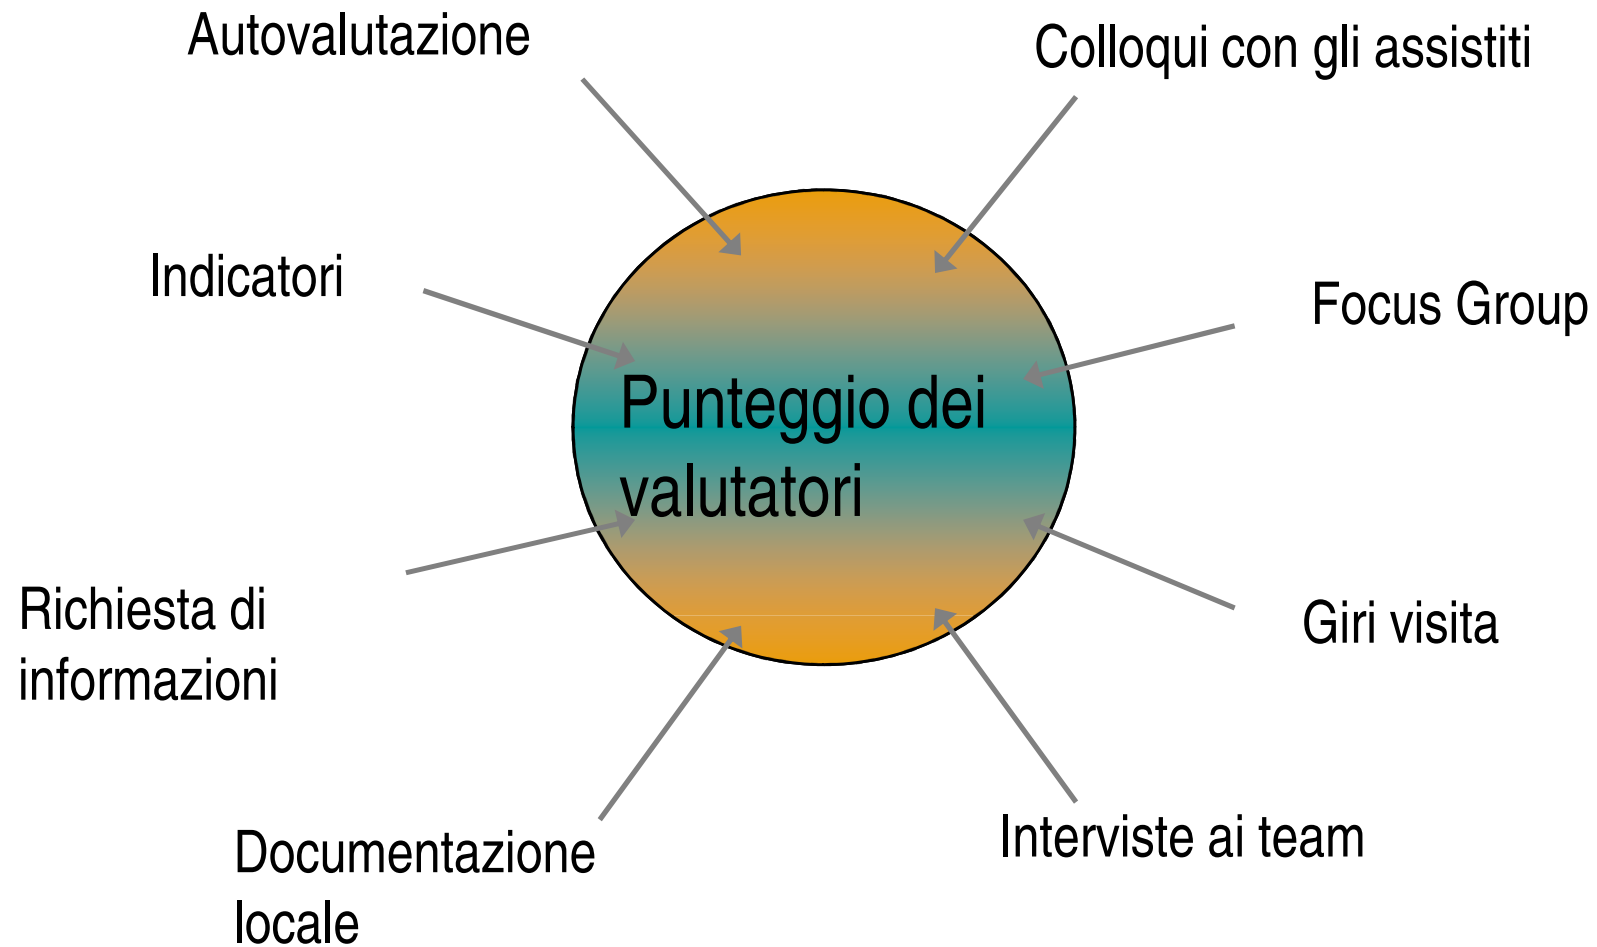 Autovalutazione
Colloqui con gli assistiti
Indicatori
Focus Group
Punteggio dei
valutatori
Richiesta di
informazioni
Giri visita
Documentazione
locale
Interviste ai team